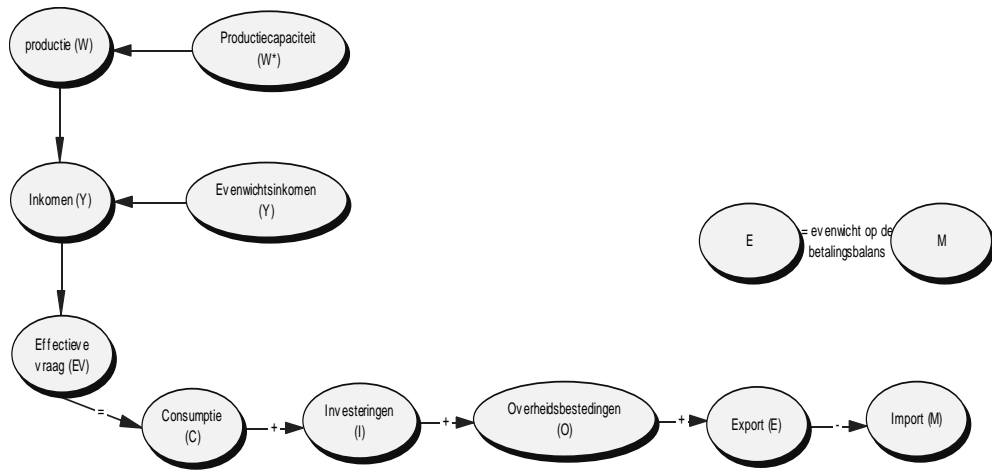 productie (W)
Productiecapaciteit
(W*)
Inkomen (Y)
Evenwichtsinkomen
(Y)
E
= evenwicht op de
betalingsbalans
M
Effectieve
vraag (EV)
=
Consumptie
(C)
+
Investeringen
(I)
+
Overheidsbestedingen
(O)
+
Export (E)
-
Import (M)